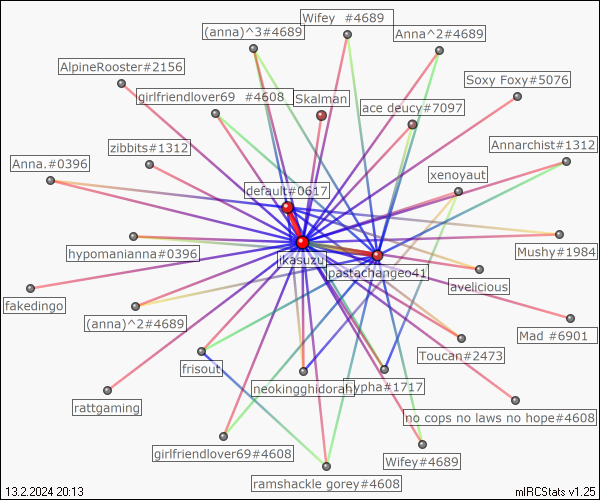 Wifey #4689
(anna)^3#4689
Anna^2#4689
AlpineRooster#2156
Soxy Foxy#5076
girlfriendlover69 #4608
Skalman
ace deucy#7097
zibbits#1312
Annarchist#1312
Anna.#0396
xenoyaut
default#0617
hypomanianna#0396
Mushy#1984
ikasuzu
pastachangeo41
avelicious
fakedingo
(anna)^2#4689
Mad #6901
Toucan#2473
frisout
neokingghidorah
hypha#1717
rattgaming
no cops no laws no hope#4608
girlfriendlover69#4608
Wifey#4689
ramshackle gorey#4608
13.2.2024 20:13
mIRCStats v1.25